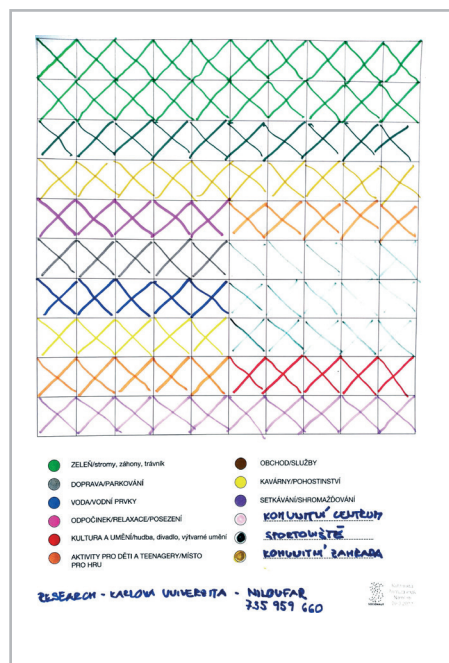 ZELEŇ/stromy, záhony, trávník
DOPRAVA/PARKOVÁNÍ
VODA/VODNÍ PRVKY
ODPOČINEK/RELAXACE/POSEZENÍ
KULTURA A UMĚNÍ/hudba, divadlo, výtvarné umění
AKTIVITY PRO DĚTI A TEENAGERY/MÍSTO
PRO HRU
OBCHOD/SLUŽBY
KAVÁRNY/POHOSTINSTVÍ
SETKÁVÁNÍ/SHROMAŽĎOVÁNÍ
KOMUNITNÍ CENTRUM
SPORTOVIŠTĚ
KOMUNITNÍ ZAHRADA
RESEARCH - KARLOVA UNIVERSITA - NILOUFAR
735 959 660